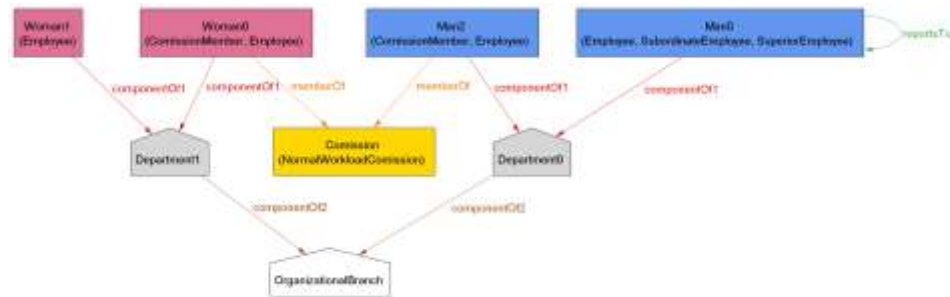 Woman1
(Employee)
Woman0
(ComissionMember, Employee)
Man2
(ComissionMember, Employee)
Man0
(Employee, SubordinateEmployee, SuperiorEmployee)
componentOf1
componentOf1
memberOf
memberOf
componentOf1
componentOf1
Department1
Comission
(NormalWorkloadComission)
Department0
componentOf2
componentOf2
OrganizationalBranch